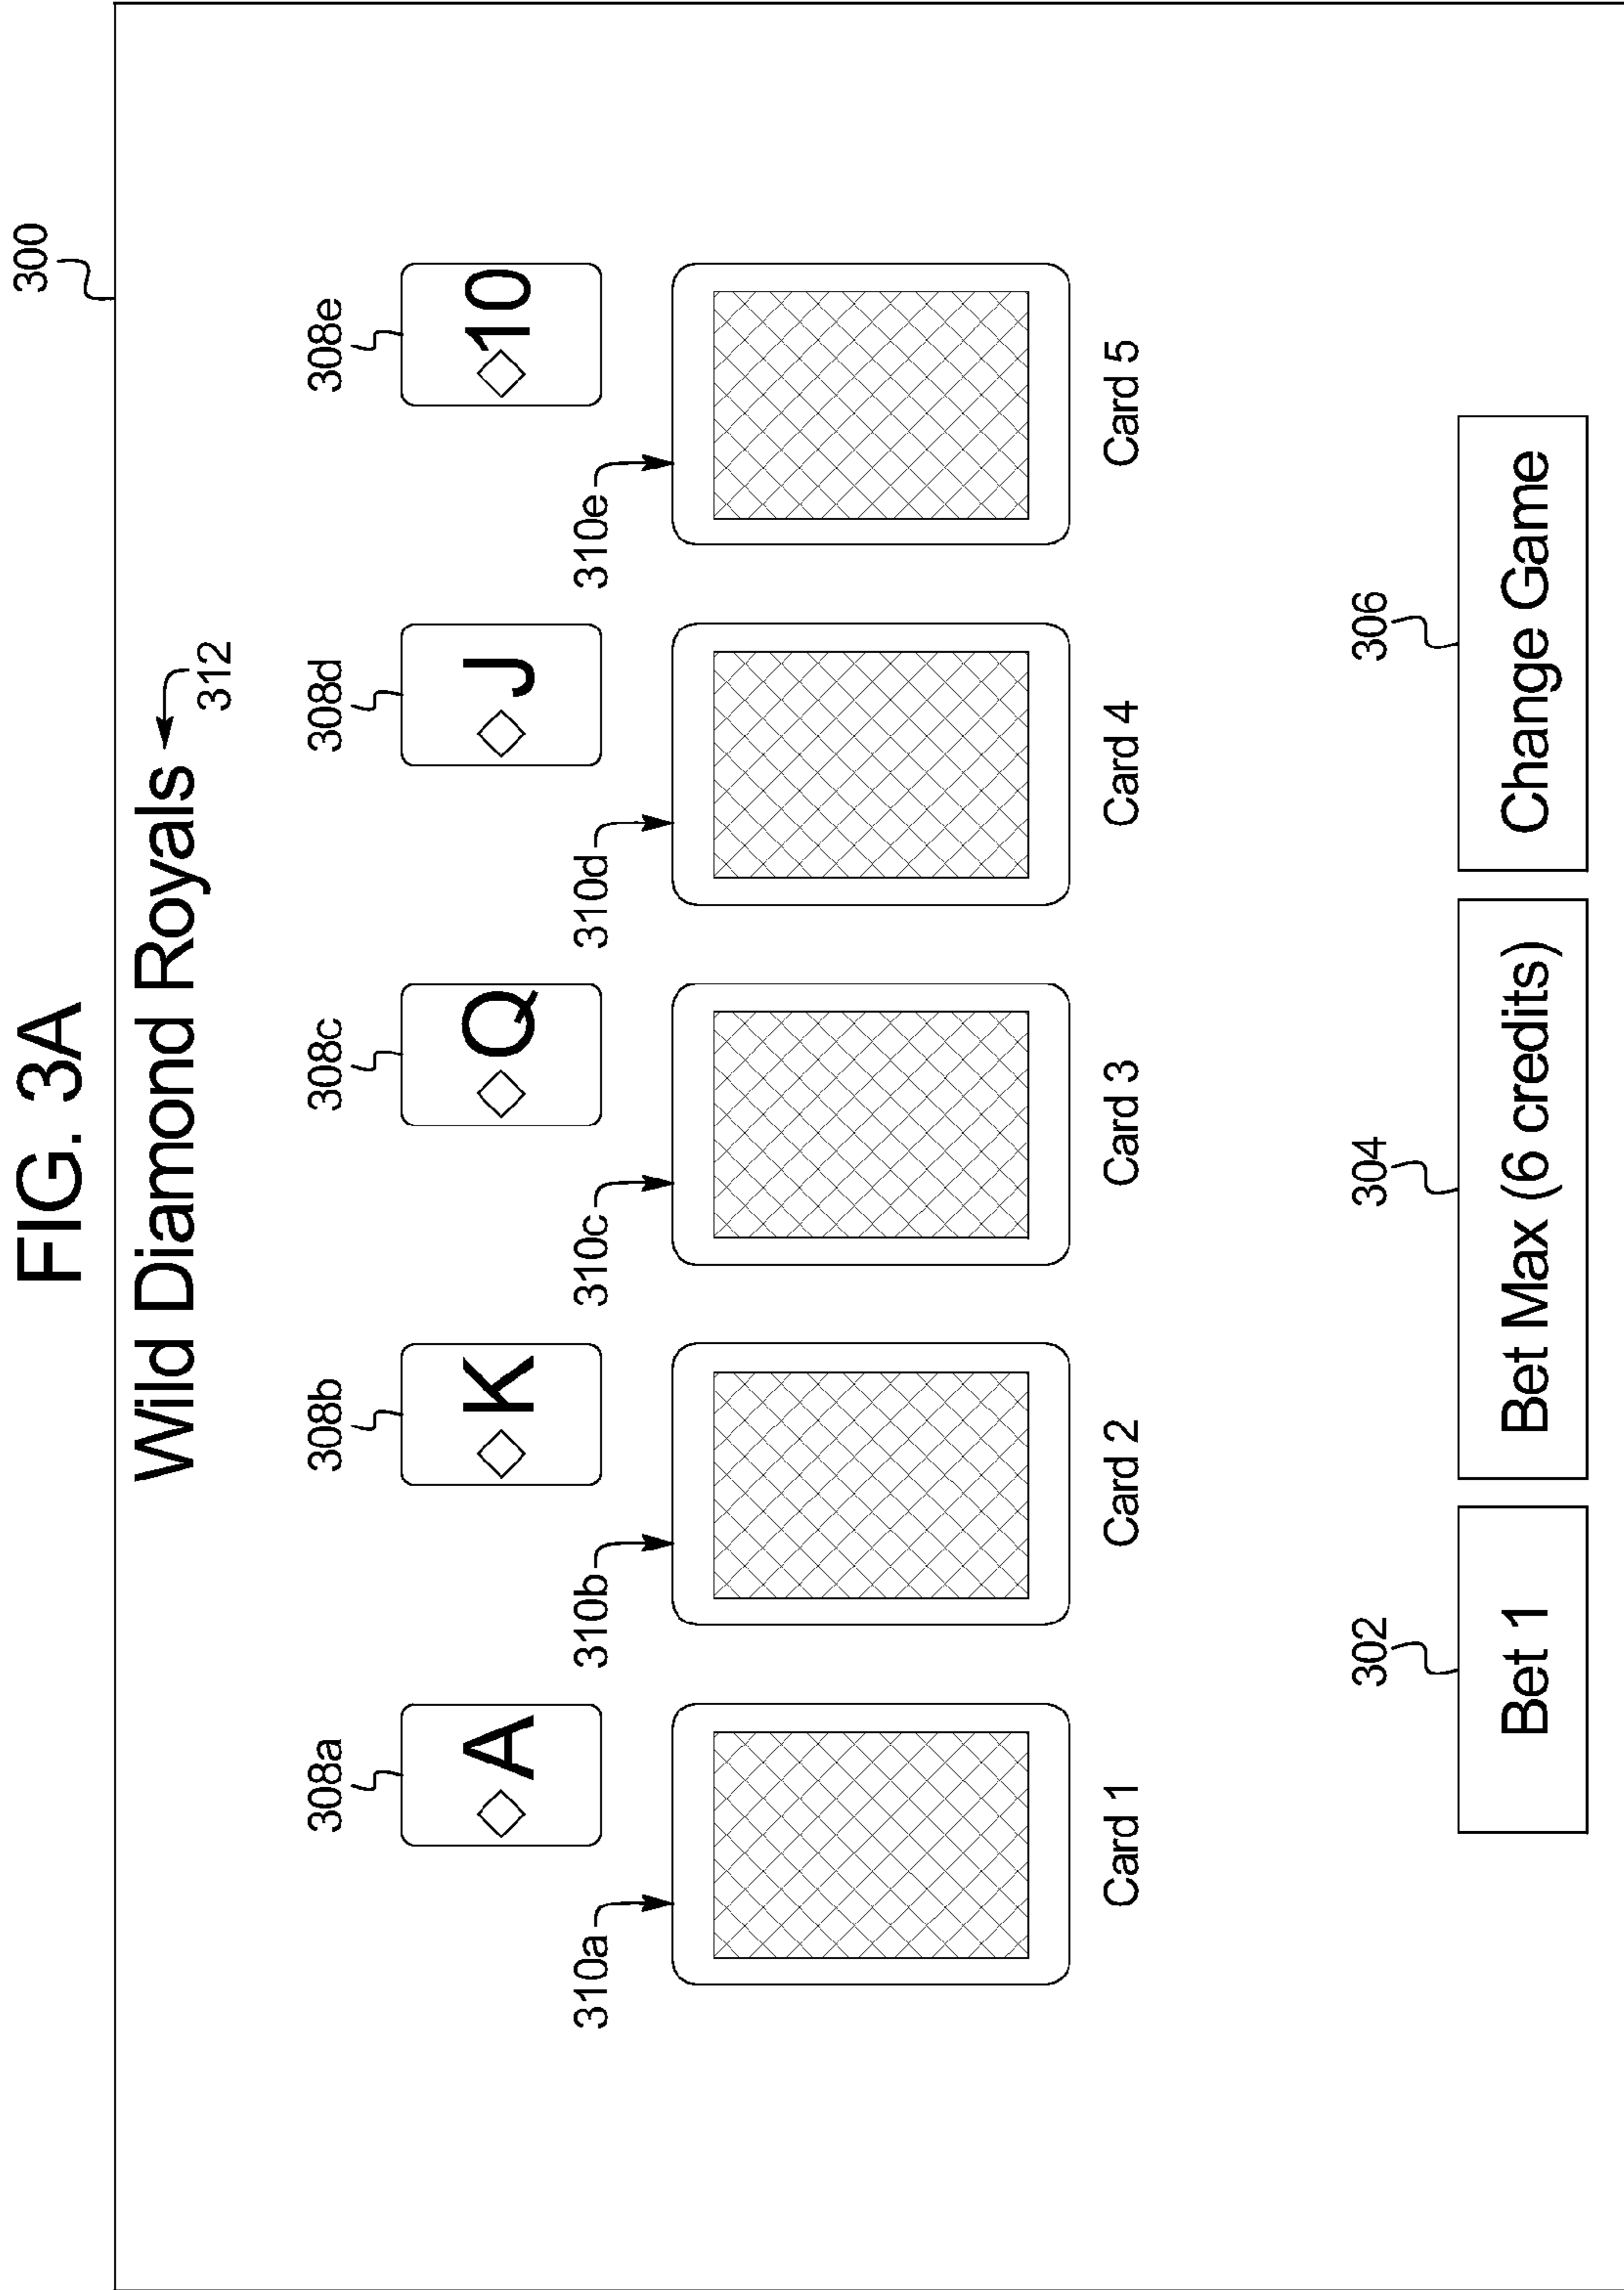 FIG. 3A
300
Wild Diamond Royals
312
308a 308b 308c 308d 308e
◇A ◇K ◇Q ◇J ◇10
310a 310b 310c 310d 310e
Card 1 Card 2 Card 3 Card 4 Card 5
302 304 306
Bet 1 Bet Max (6 credits) Change Game